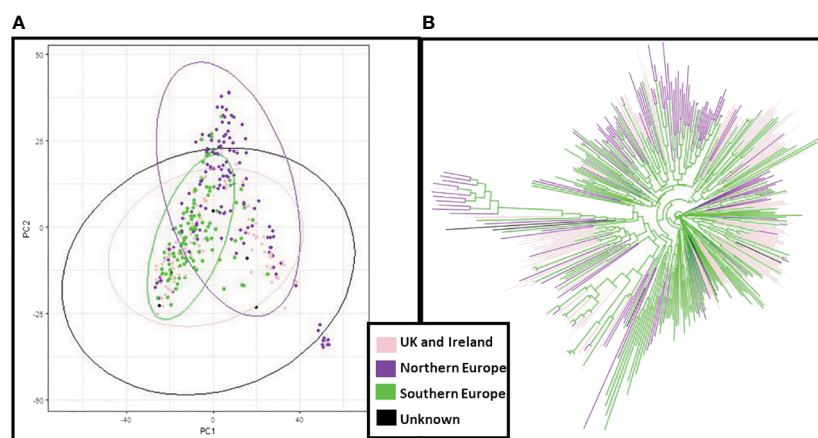 A
B
50
25
0
-25
-50
PC2
-40
0
40
PC1
UK and Ireland
Northern Europe
Southern Europe
Unknown